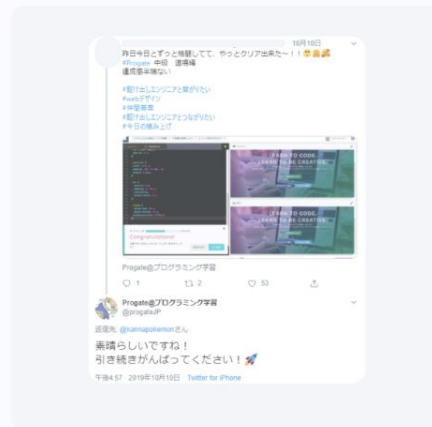 10月10日
昨日今日とずっと格闘してて、やっとクリア出来た〜！！
#Progate 中級 道場編
達成感半端ない
#駆け出しエンジニアと繋がりたい
#webデザイン
#仲間募集
#駆け出しエンジニアとつながりたい
#今日の積み上げ
LEARN TO CODE.
LEARN TO BE CREATIVE.
LEARN TO CODE.
LEARN TO BE CREATIVE.
Congratulations!
Progate@プログラミング学習
1 2 53
Progate@プログラミング学習
@progateJP
返信先 @kannapokemonさん
素晴らしいですね！
引き続きがんばってください！🚀
午後4:57 2019年10月10日 Twitter for iPhone